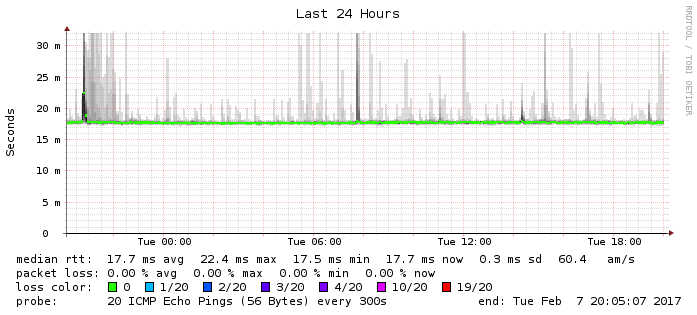 Last 24 Hours
RRDTOOL / TOBI OETIKER
Seconds
30 m
25 m
20 m
15 m
10 m
5 m
0
Tue 00:00 Tue 06:00 Tue 12:00 Tue 18:00
median rtt: 17.7 ms avg 22.4 ms max 17.5 ms min 17.7 ms now 0.3 ms sd 60.4 am/s
packet loss: 0.00 % avg 0.00 % max 0.00 % min 0.00 % now
loss color: 0 1/20 2/20 3/20 4/20 10/20 19/20
probe: 20 ICMP Echo Pings (56 Bytes) every 300s end: Tue Feb 7 20:05:07 2017